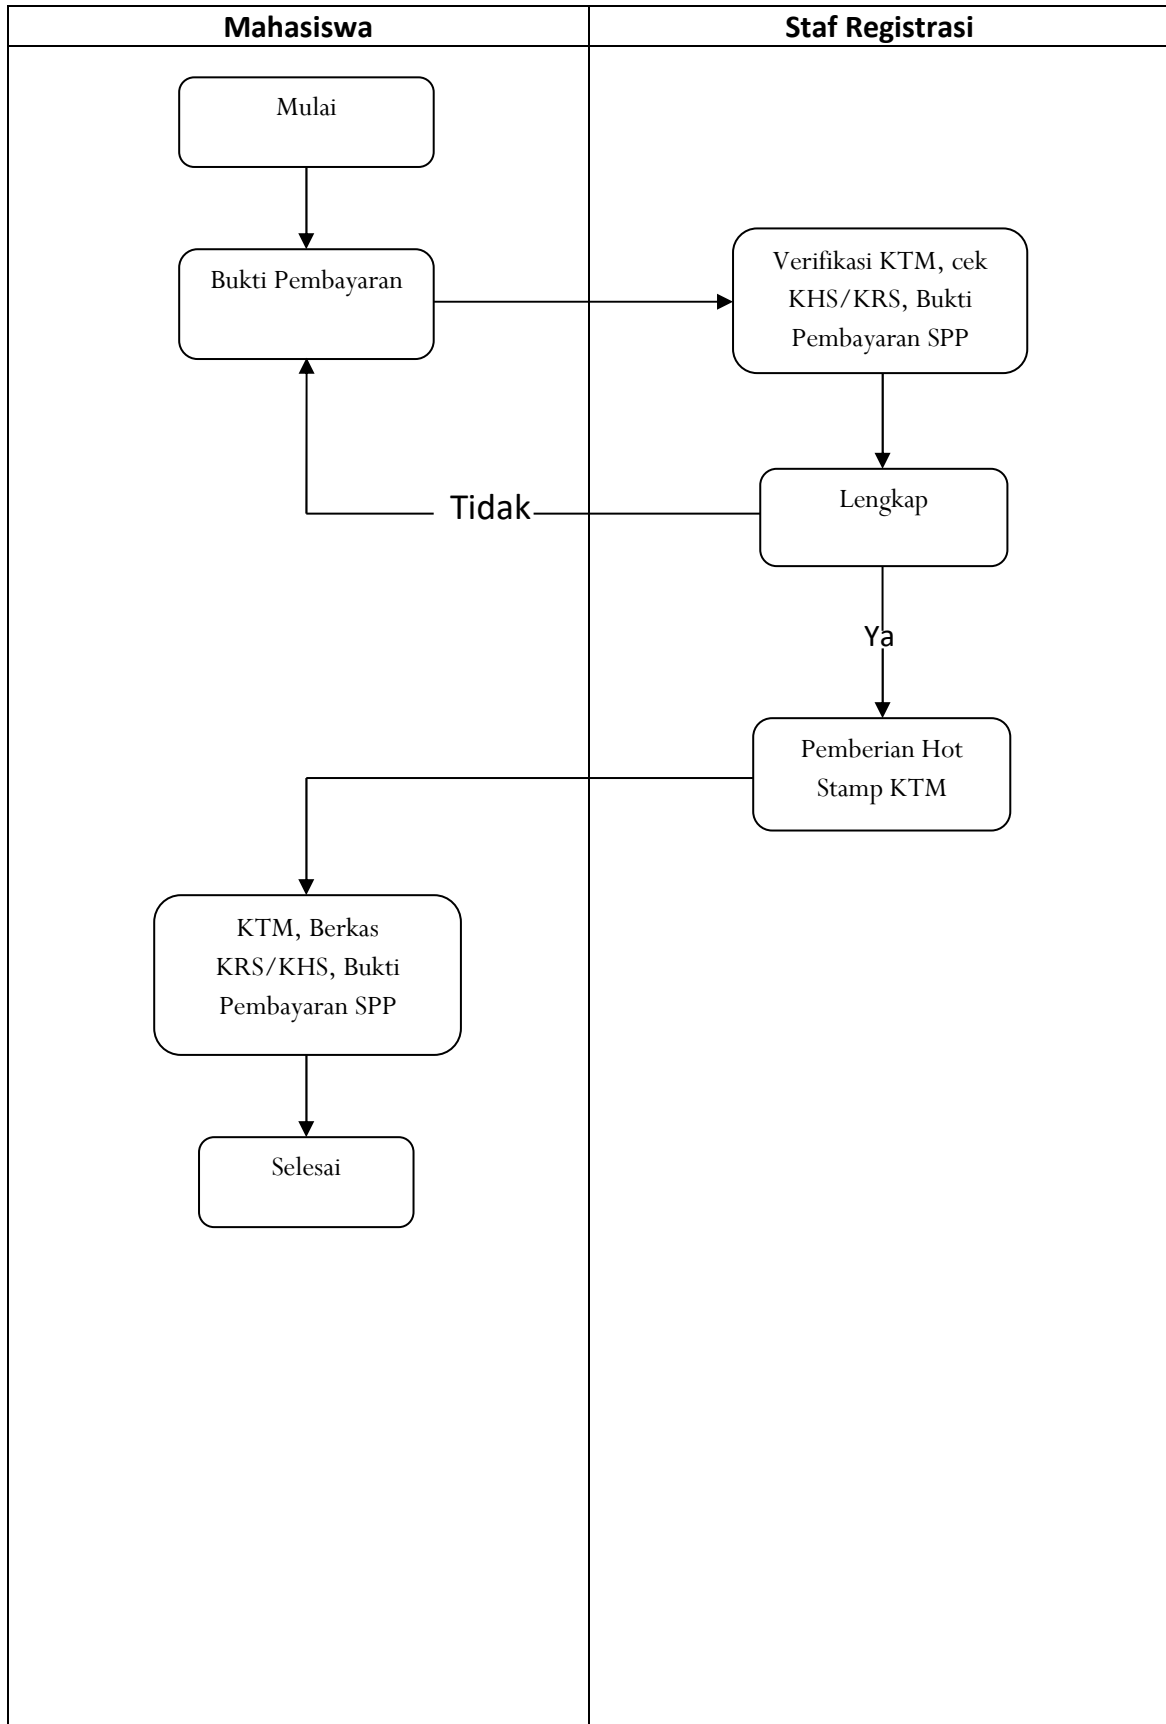 Mahasiswa
Staf Registrasi
Mulai
Bukti Pembayaran
Verifikasi KTM, cek
KHS/KRS, Bukti
Pembayaran SPP
Lengkap
Tidak
Ya
Pemberian Hot
Stamp KTM
KTM, Berkas
KRS/KHS, Bukti
Pembayaran SPP
Selesai